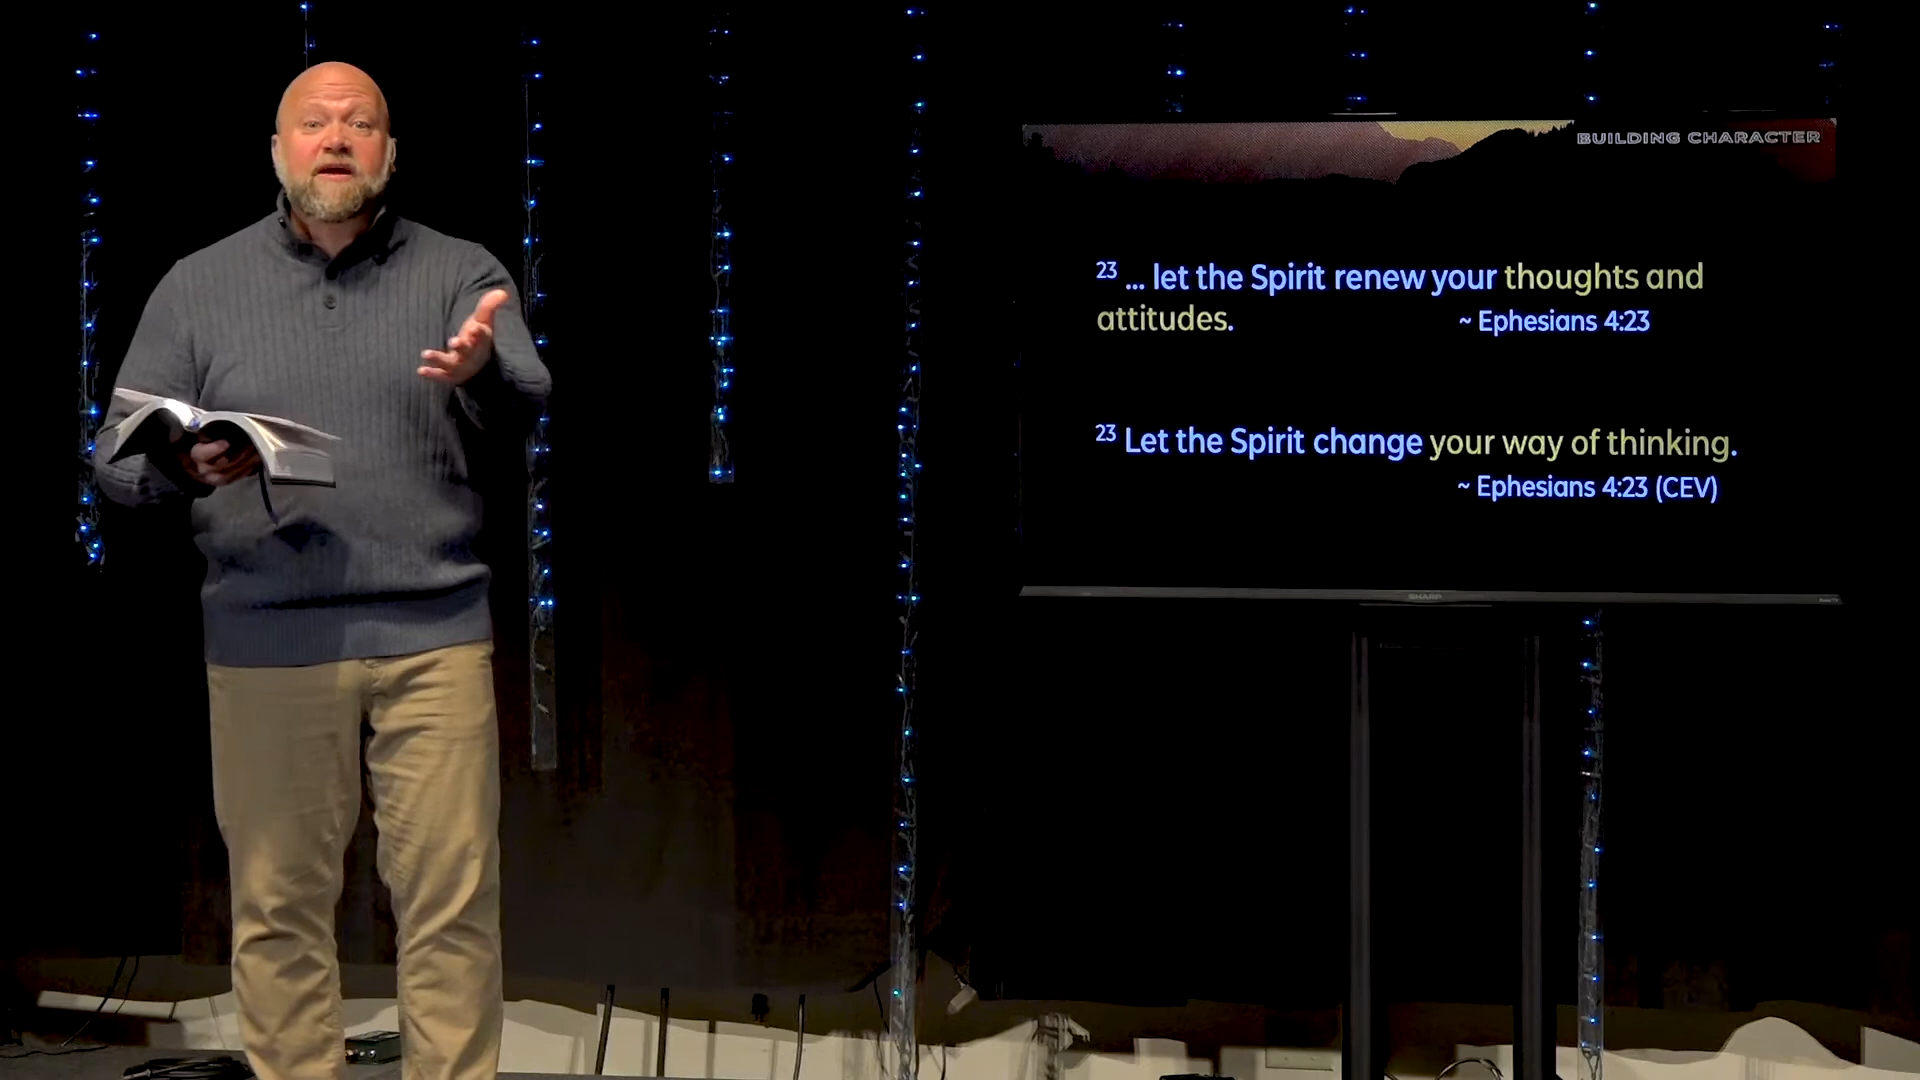 BUILDING CHARACTER
23 ... let the Spirit renew your thoughts and
attitudes. ~ Ephesians 4:23
23 Let the Spirit change your way of thinking.
~ Ephesians 4:23 (CEV)
SHARP